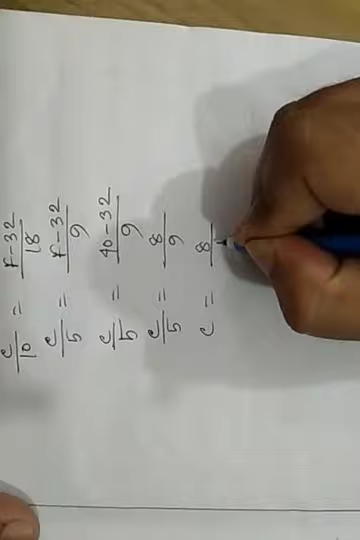 C/10 = F-32/18
C/5 = F-32/9
C/5 = 40-32/9
C/5 = 8/9
C = 8